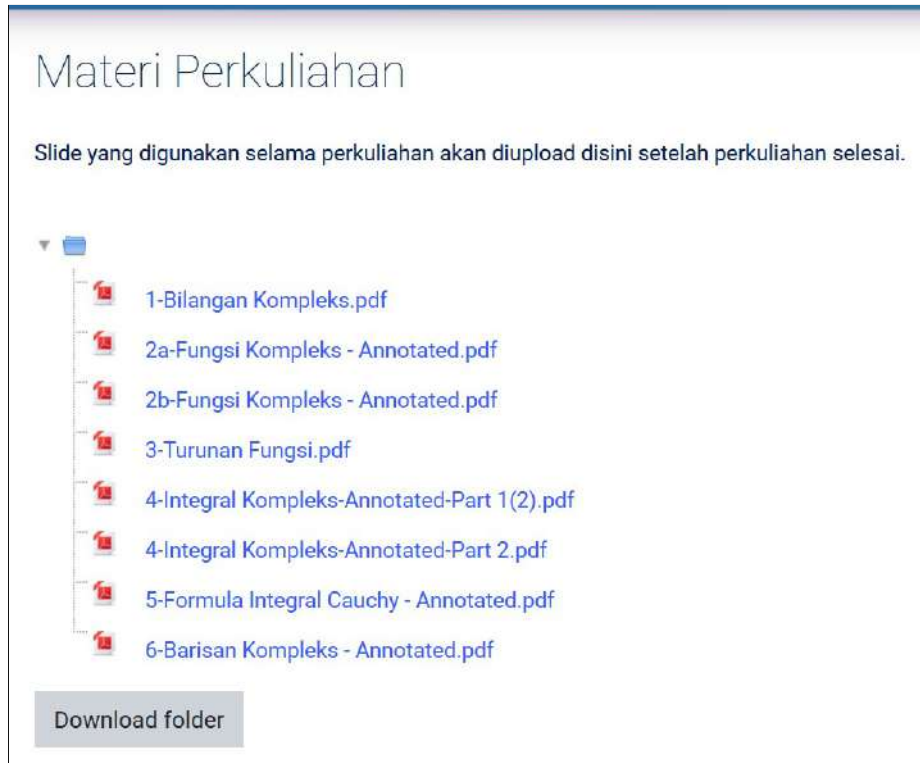 Materi Perkuliahan
Slide yang digunakan selama perkuliahan akan diupload disini setelah perkuliahan selesai.
1-Bilangan Kompleks.pdf
2a-Fungsi Kompleks - Annotated.pdf
2b-Fungsi Kompleks - Annotated.pdf
3-Turunan Fungsi.pdf
4-Integral Kompleks-Annotated-Part 1(2).pdf
4-Integral Kompleks-Annotated-Part 2.pdf
5-Formula Integral Cauchy - Annotated.pdf
6-Barisan Kompleks - Annotated.pdf
Download folder